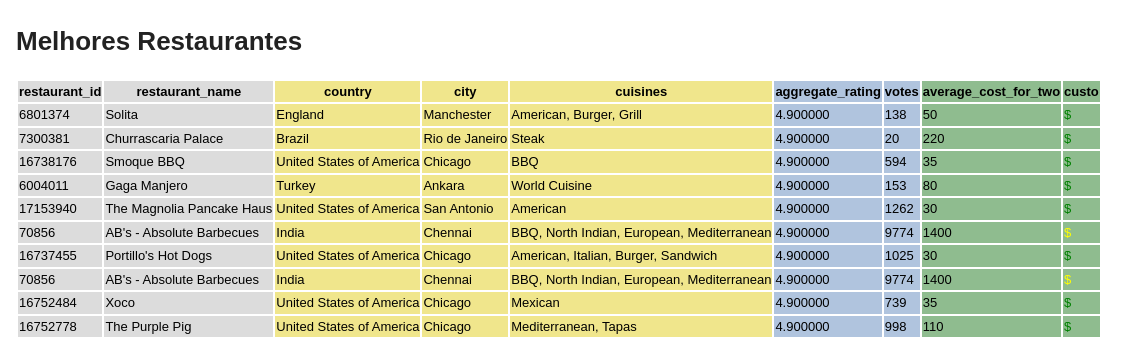 Melhores Restaurantes
restaurant_id restaurant_name country city cuisines aggregate_rating votes average_cost_for_two custo
6801374 Solita England Manchester American, Burger, Grill 4.900000 138 50 $
7300381 Churrascaria Palace Brazil Rio de Janeiro Steak 4.900000 20 220 $
16738176 Smoque BBQ United States of America Chicago BBQ 4.900000 594 35 $
6004011 Gaga Manjero Turkey Ankara World Cuisine 4.900000 153 80 $
17153940 The Magnolia Pancake Haus United States of America San Antonio American 4.900000 1262 30 $
70856 AB's - Absolute Barbecues India Chennai BBQ, North Indian, European, Mediterranean 4.900000 9774 1400 $
16737455 Portillo's Hot Dogs United States of America Chicago American, Italian, Burger, Sandwich 4.900000 1025 30 $
70856 AB's - Absolute Barbecues India Chennai BBQ, North Indian, European, Mediterranean 4.900000 9774 1400 $
16752484 Xoco United States of America Chicago Mexican 4.900000 739 35 $
16752778 The Purple Pig United States of America Chicago Mediterranean, Tapas 4.900000 998 110 $